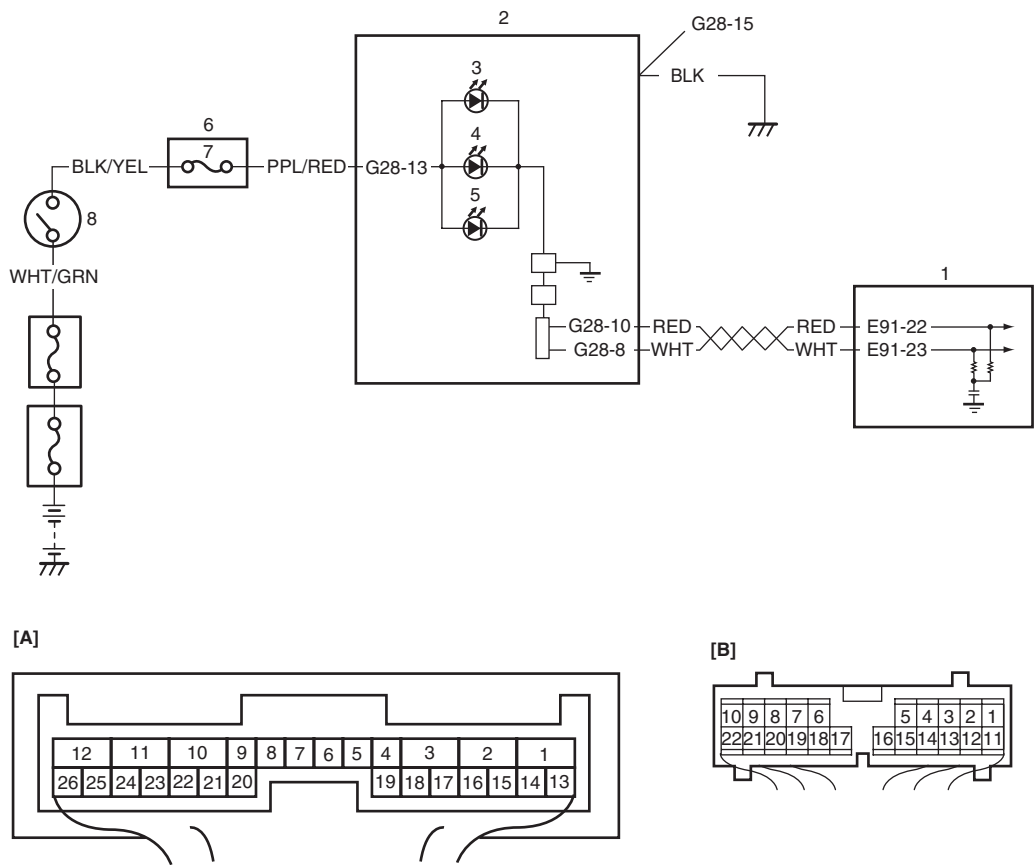 2
G28-15
3
BLK
6
4
7
BLK/YEL
PPL/RED
G28-13
5
8
WHT/GRN
1
G28-10 RED RED E91-22
G28-8 WHT WHT E91-23
[A]
[B]
12 11 10 9 8 7 6 5 4 3 2 1
26 25 24 23 22 21 20 19 18 17 16 15 14 13
10 9 8 7 6 5 4 3 2 1
22 21 20 19 18 17 16 15 14 13 12 11